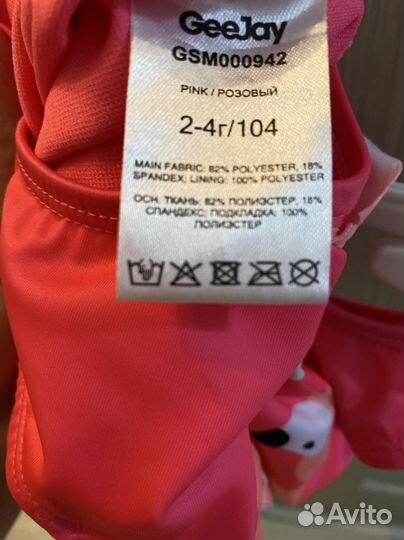 GeeJay
GSM000942
PINK / РОЗОВЫЙ
2-4г/104
MAIN FABRIC: 82% POLYESTER, 18%
SPANDEX; LINING: 100% POLYESTER
ОСН. ТКАНЬ: 82% ПОЛИЭСТЕР, 18%
СПАНДЕКС; ПОДКЛАДКА: 100%
ПОЛИЭСТЕР
Avito